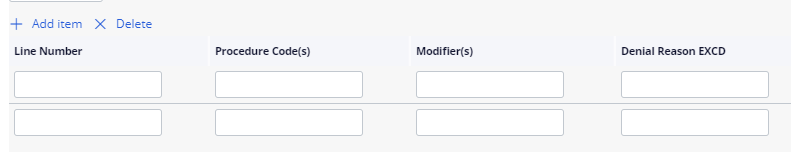 Add item Delete
Line Number Procedure Code(s) Modifier(s) Denial Reason EXCD